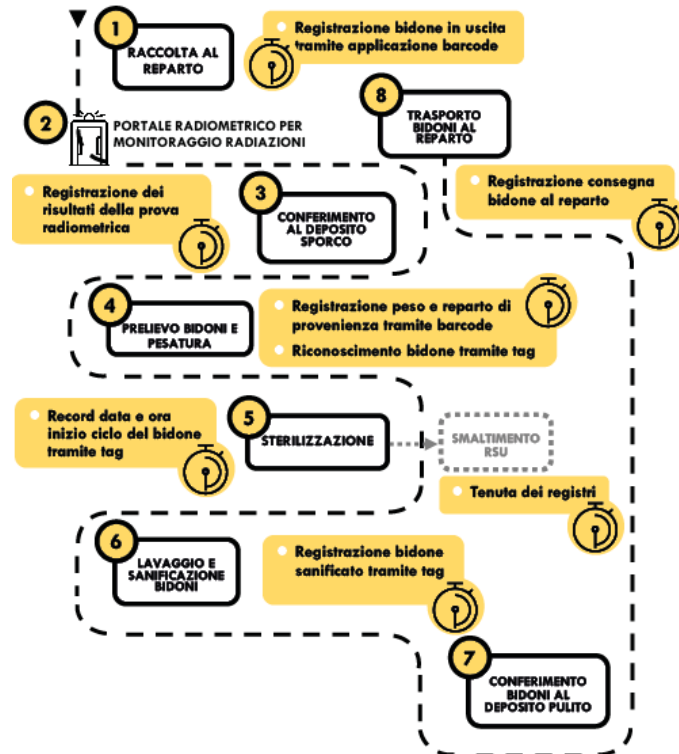 1
RACCOLTA AL
REPARTO
Registrazione bidone in uscita
tramite applicazione barcode
2
PORTALE RADIOMETRICO PER
MONITORAGGIO RADIAZIONI
8
TRASPORTO
BIDONI AL
REPARTO
Registrazione consegna
bidone al reparto
Registrazione dei
risultati della prova
radiometrica
3
CONFERIMENTO
AL DEPOSITO
SPORCO
4
PRELIEVO BIDONI E
PESATURA
Registrazione peso e reparto di
provenienza tramite barcode
Riconoscimento bidone tramite tag
Record data e ora
inizio ciclo del bidone
tramite tag
5
STERILIZZAZIONE
SMALTIMENTO
RSU
Tenuta dei registri
6
LAVAGGIO E
SANIFICAZIONE
BIDONI
Registrazione bidone
sanificato tramite tag
7
CONFERIMENTO
BIDONI AL
DEPOSITO PULITO